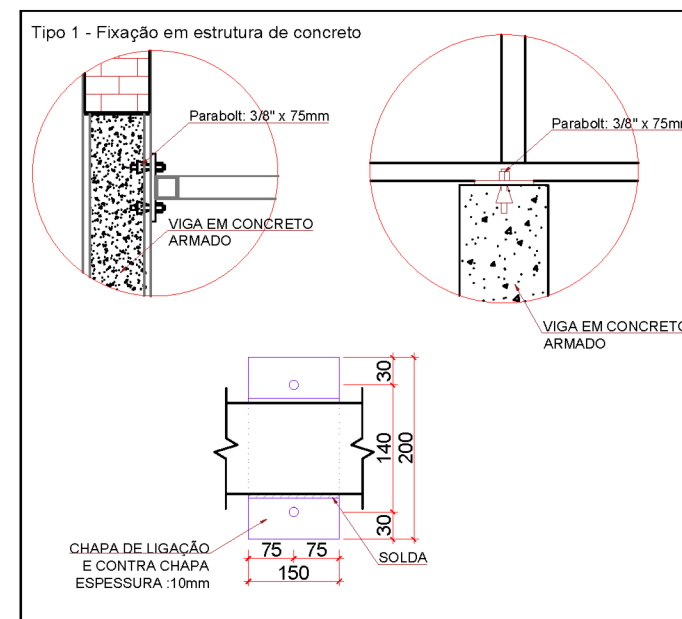 Tipo 1 - Fixação em estrutura de concreto
Parabolt: 3/8" x 75mm
VIGA EM CONCRETO
ARMADO
Parabolt: 3/8" x 75mm
VIGA EM CONCRETO
ARMADO
30
140
200
30
CHAPA DE LIGAÇÃO
E CONTRA CHAPA
ESPESSURA :10mm
75 75
150
SOLDA